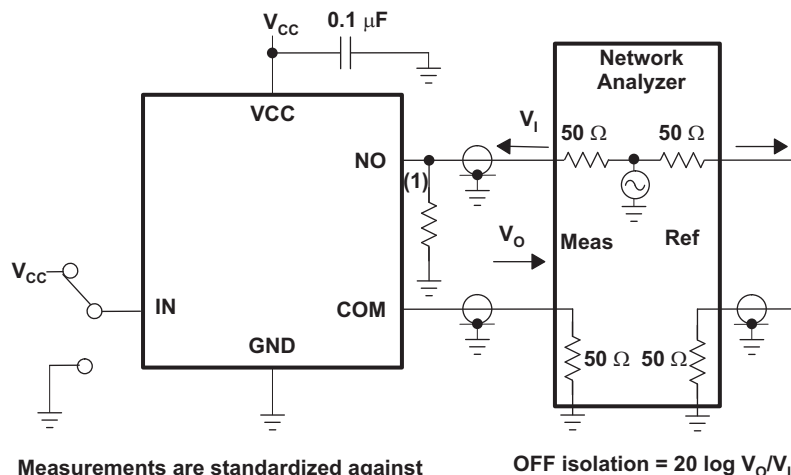 V_CC 0.1 μF
Network
Analyzer
VCC
V_I
50 Ω 50 Ω
NO
(1)
V_O
Meas Ref
V_CC
IN
COM
GND
50 Ω 50 Ω
Measurements are standardized against
OFF isolation = 20 log V_O/V_I